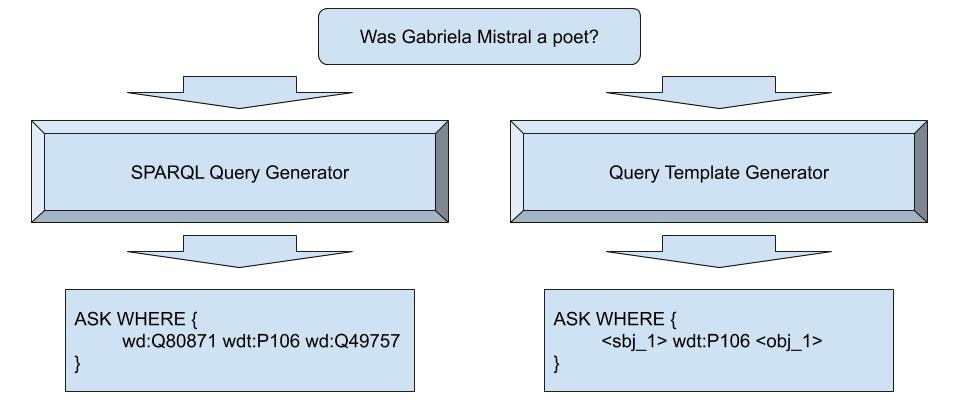 Was Gabriela Mistral a poet?
SPARQL Query Generator
Query Template Generator
ASK WHERE {
wd:Q80871 wdt:P106 wd:Q49757
}
ASK WHERE {
<sbj_1> wdt:P106 <obj_1>
}